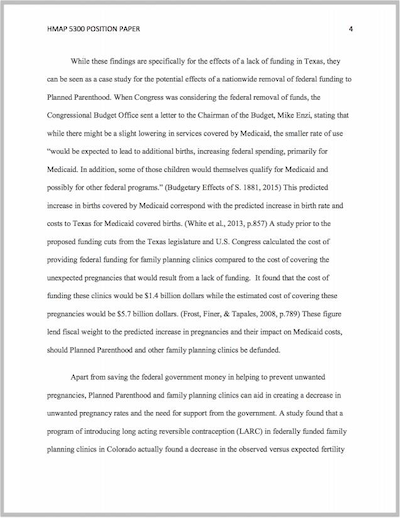 HMAP 5300 POSITION PAPER 4
While these findings are specifically for the effects of a lack of funding in Texas, they
can be seen as a case study for the potential effects of a nationwide removal of federal funding to
Planned Parenthood. When Congress was considering the federal removal of funds, the
Congressional Budget Office sent a letter to the Chairman of the Budget, Mike Enzi, stating that
while there might be a slight lowering in services covered by Medicaid, the smaller rate of use
“would be expected to lead to additional births, increasing federal spending, primarily for
Medicaid. In addition, some of those children would themselves qualify for Medicaid and
possibly for other federal programs.” (Budgetary Effects of S. 1881, 2015) This predicted
increase in births covered by Medicaid correspond with the predicted increase in birth rate and
costs to Texas for Medicaid covered births. (White et al., 2013, p.857) A study prior to the
proposed funding cuts from the Texas legislature and U.S. Congress calculated the cost of
providing federal funding for family planning clinics compared to the cost of covering the
unexpected pregnancies that would result from a lack of funding. It found that the cost of
funding these clinics would be $1.4 billion dollars while the estimated cost of covering these
pregnancies would be $5.7 billion dollars. (Frost, Finer, & Tapales, 2008, p.789) These figure
lend fiscal weight to the predicted increase in pregnancies and their impact on Medicaid costs,
should Planned Parenthood and other family planning clinics be defunded.
Apart from saving the federal government money in helping to prevent unwanted
pregnancies, Planned Parenthood and family planning clinics can aid in creating a decrease in
unwanted pregnancy rates and the need for support from the government. A study found that a
program of introducing long acting reversible contraception (LARC) in federally funded family
planning clinics in Colorado actually found a decrease in the observed versus expected fertility